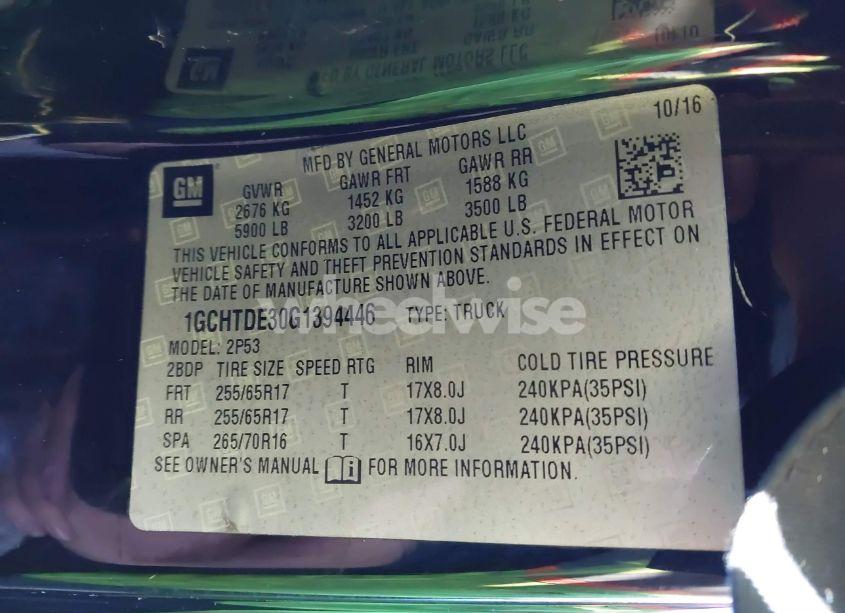 10/16
MFD BY GENERAL MOTORS LLC
GM
GVWR GAWR FRT GAWR RR
2676 KG 1452 KG 1588 KG
5900 LB 3200 LB 3500 LB
THIS VEHICLE CONFORMS TO ALL APPLICABLE U.S. FEDERAL MOTOR
VEHICLE SAFETY AND THEFT PREVENTION STANDARDS IN EFFECT ON
THE DATE OF MANUFACTURE SHOWN ABOVE.
1GCHTDE30G1394446 TYPE: TRUCK
wheelwise
MODEL: 2P53
2BDP TIRE SIZE SPEED RTG RIM COLD TIRE PRESSURE
FRT 255/65R17 T 17X8.0J 240KPA(35PSI)
RR 255/65R17 T 17X8.0J 240KPA(35PSI)
SPA 265/70R16 T 16X7.0J 240KPA(35PSI)
SEE OWNER'S MANUAL FOR MORE INFORMATION.